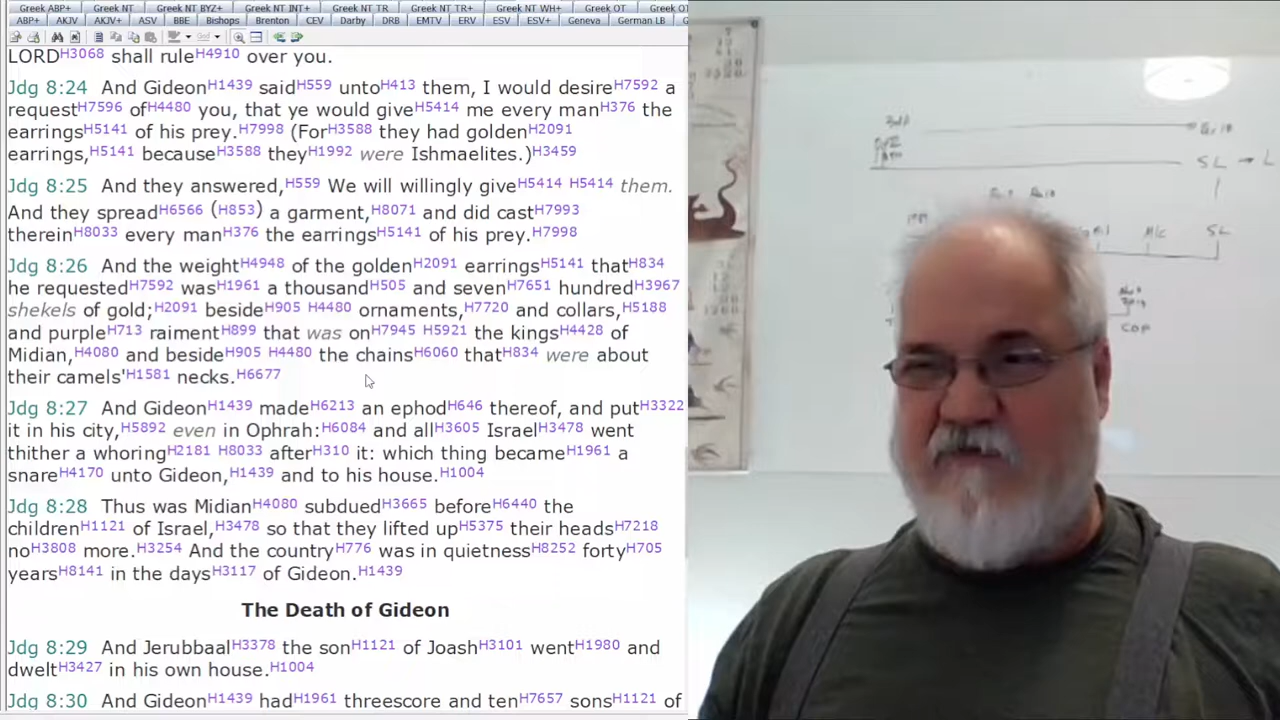 Greek ABP+ Greek NT Greek NT BYZ+ Greek NT INT+ Greek NT TR Greek NT TR+ Greek NT WH+ Greek OT Greek OT
ABP+ AKJV AKJV+ ASV BBE Bishops Brenton CEV Darby DRB EMTV ERV ESV ESV+ Geneva German LB G
LORDH3068 shall ruleH4910 over you.
Jdg 8:24 And GideonH1439 saidH559 untoH413 them, I would desireH7592 a
requestH7596 ofH4480 you, that ye would giveH5414 me every manH376 the
earringsH5141 of his prey.H7998 (ForH3588 they had goldenH2091
earrings,H5141 becauseH3588 theyH1992 were Ishmaelites.)H3459
Jdg 8:25 And they answered,H559 We will willingly giveH5414 H5414 them.
And they spreadH6566 (H853) a garment,H8071 and did castH7993
thereinH8033 every manH376 the earringsH5141 of his prey.H7998
Jdg 8:26 And the weightH4948 of the goldenH2091 earringsH5141 thatH834
he requestedH7592 wasH1961 a thousandH505 and sevenH7651 hundredH3967
shekels of gold;H2091 besideH905 H4480 ornaments,H7720 and collars,H5188
and purpleH713 raimentH899 that was onH7945 H5921 the kingsH4428 of
Midian,H4080 and besideH905 H4480 the chainsH6060 thatH834 were about
their camels'H1581 necks.H6677
Jdg 8:27 And GideonH1439 madeH6213 an ephodH646 thereof, and putH3322
it in his city,H5892 even in Ophrah:H6084 and allH3605 IsraelH3478 went
thither a whoringH2181 H8033 afterH310 it: which thing becameH1961 a
snareH4170 unto Gideon,H1439 and to his house.H1004
Jdg 8:28 Thus was MidianH4080 subduedH3665 beforeH6440 the
childrenH1121 of Israel,H3478 so that they lifted upH5375 their headsH7218
noH3808 more.H3254 And the countryH776 was in quietnessH8252 fortyH705
yearsH8141 in the daysH3117 of Gideon.H1439
The Death of Gideon
Jdg 8:29 And JerubbaalH3378 the sonH1121 of JoashH3101 wentH1980 and
dweltH3427 in his own house.H1004
Jdg 8:30 And GideonH1439 hadH1961 threescore and tenH7657 sonsH1121 of
SL L
M/C SL
COP